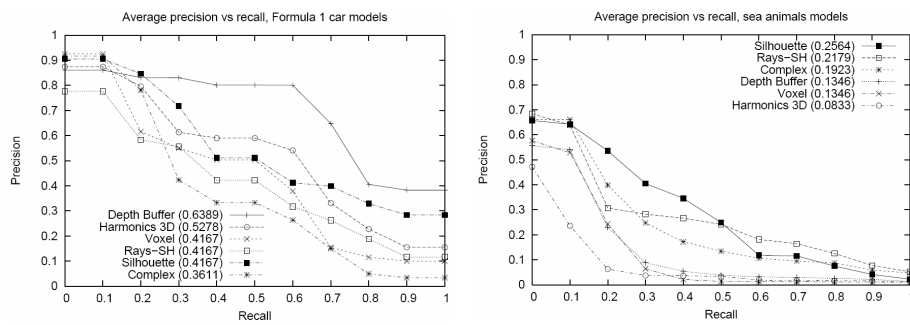 Average precision vs recall, Formula 1 car models
1
0.9
0.8
0.7
0.6
0.5
0.4
0.3
0.2
0.1
0
Precision
Depth Buffer (0.6389)
Harmonics 3D (0.5278)
Voxel (0.4167)
Rays-SH (0.4167)
Silhouette (0.4167)
Complex (0.3611)
0 0.1 0.2 0.3 0.4 0.5 0.6 0.7 0.8 0.9 1
Recall
Average precision vs recall, sea animals models
1
0.9
0.8
0.7
0.6
0.5
0.4
0.3
0.2
0.1
0
Precision
Silhouette (0.2564)
Rays-SH (0.2179)
Complex (0.1923)
Depth Buffer (0.1346)
Voxel (0.1346)
Harmonics 3D (0.0833)
0 0.1 0.2 0.3 0.4 0.5 0.6 0.7 0.8 0.9 1
Recall